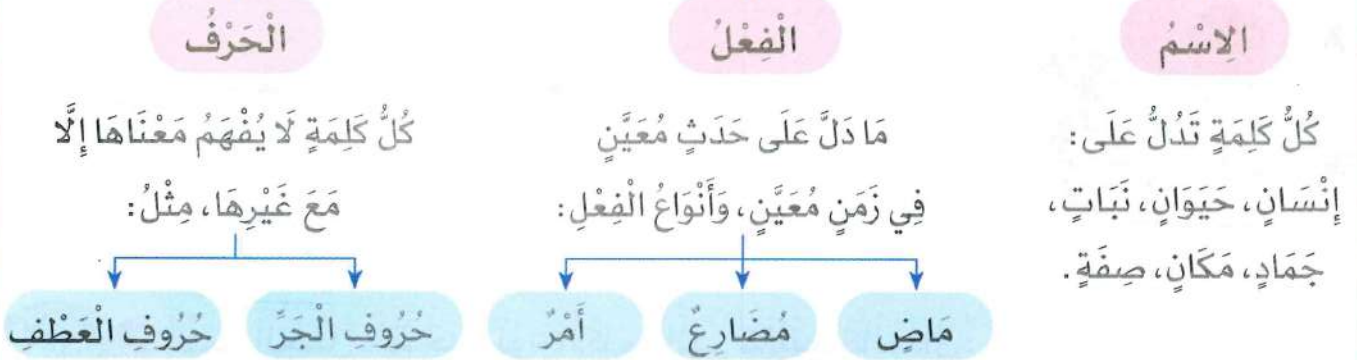 الِاسْمُ
كُلُّ كَلِمَةٍ تَدُلُّ عَلَى:
إِنْسَانٍ، حَيَوَانٍ، نَبَاتٍ،
جَمَادٍ، مَكَانٍ، صِفَةٍ.
الْفِعْلُ
مَا دَلَّ عَلَى حَدَثٍ مُعَيَّنٍ
فِي زَمَنٍ مُعَيَّنٍ، وَأَنْوَاعُ الْفِعْلِ:
مَاضٍ
مُضَارِعٌ
أَمْرٌ
الْحَرْفُ
كُلُّ كَلِمَةٍ لَا يُفْهَمُ مَعْنَاهَا إِلَّا
مَعَ غَيْرِهَا، مِثْلُ:
حُرُوفِ الْجَرِّ
حُرُوفِ الْعَطْفِ